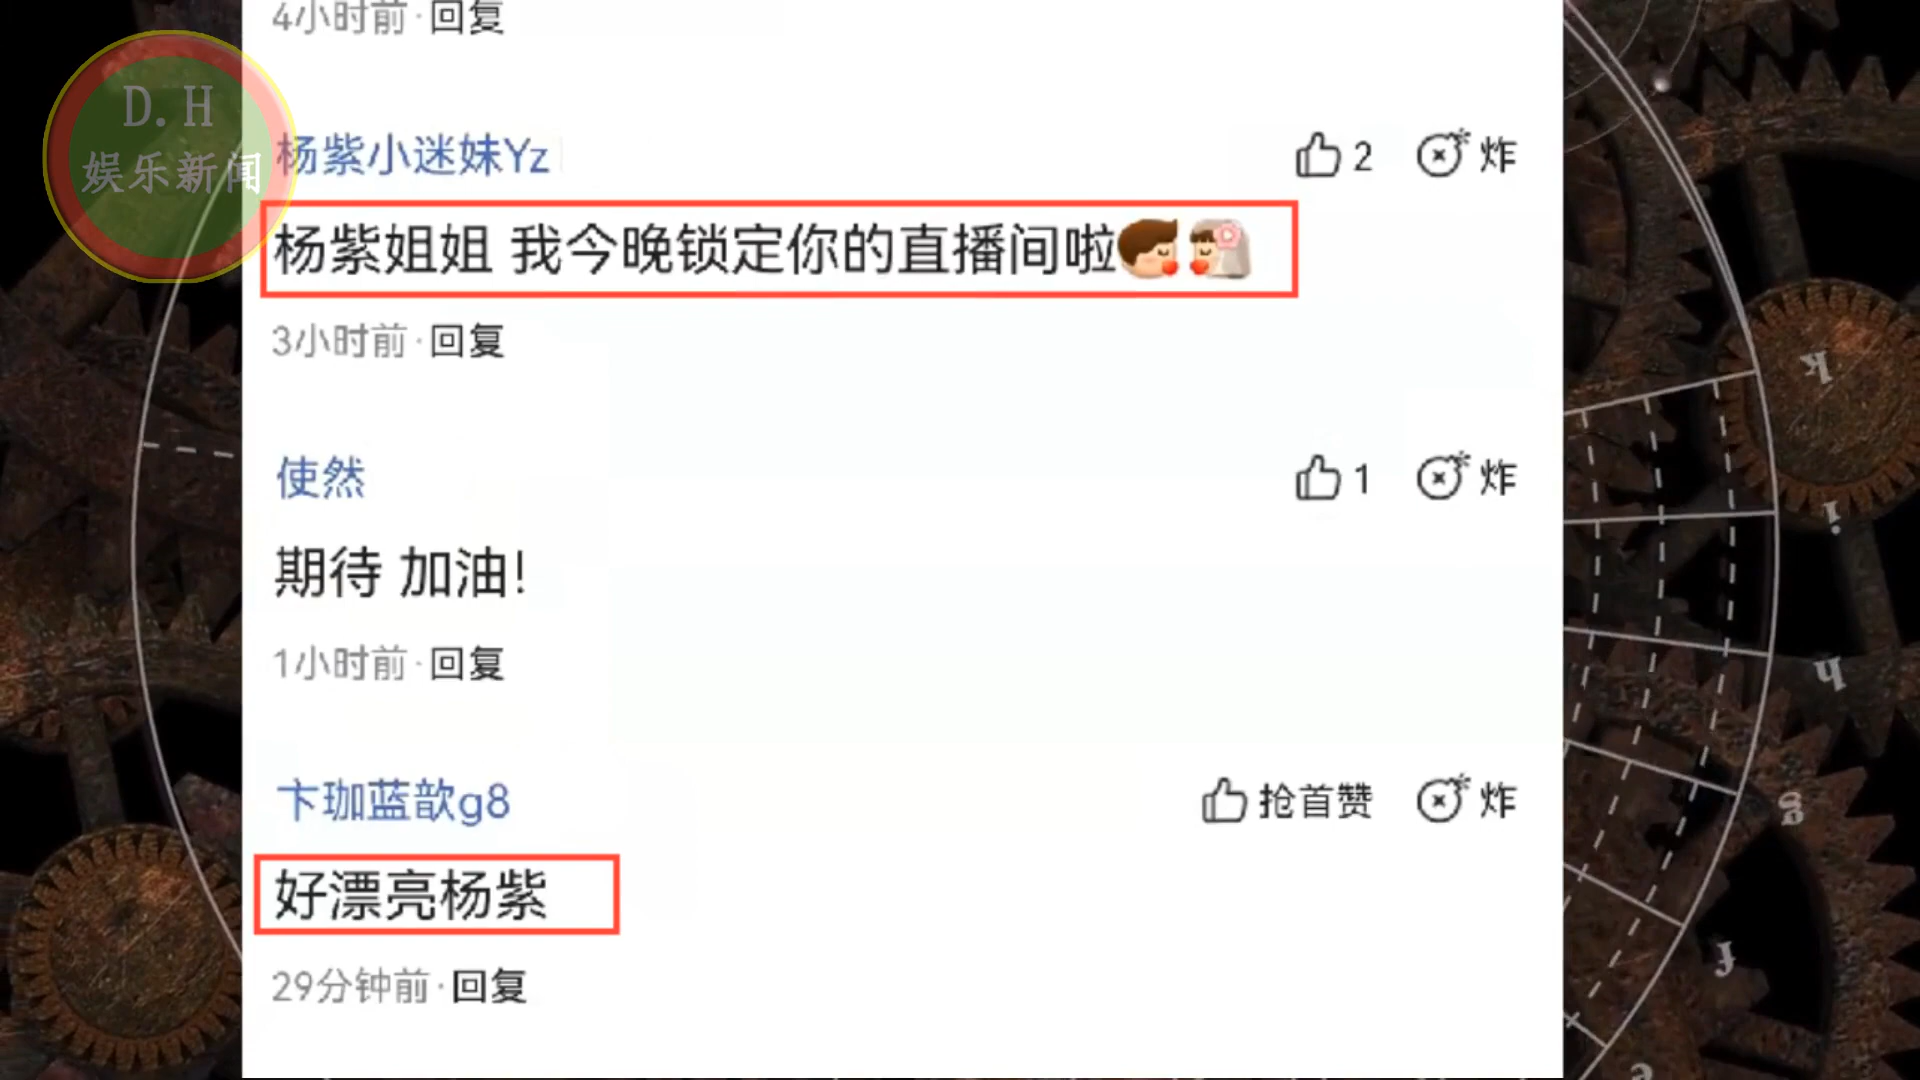 4小时前·回复
D.H
娱乐新闻
杨紫小迷妹Yz
2
炸
杨紫姐姐 我今晚锁定你的直播间啦
3小时前·回复
使然
1
炸
期待 加油!
1小时前·回复
卞珈蓝歆g8
抢首赞
炸
好漂亮杨紫
29分钟前·回复
k
i
h
g
f
e